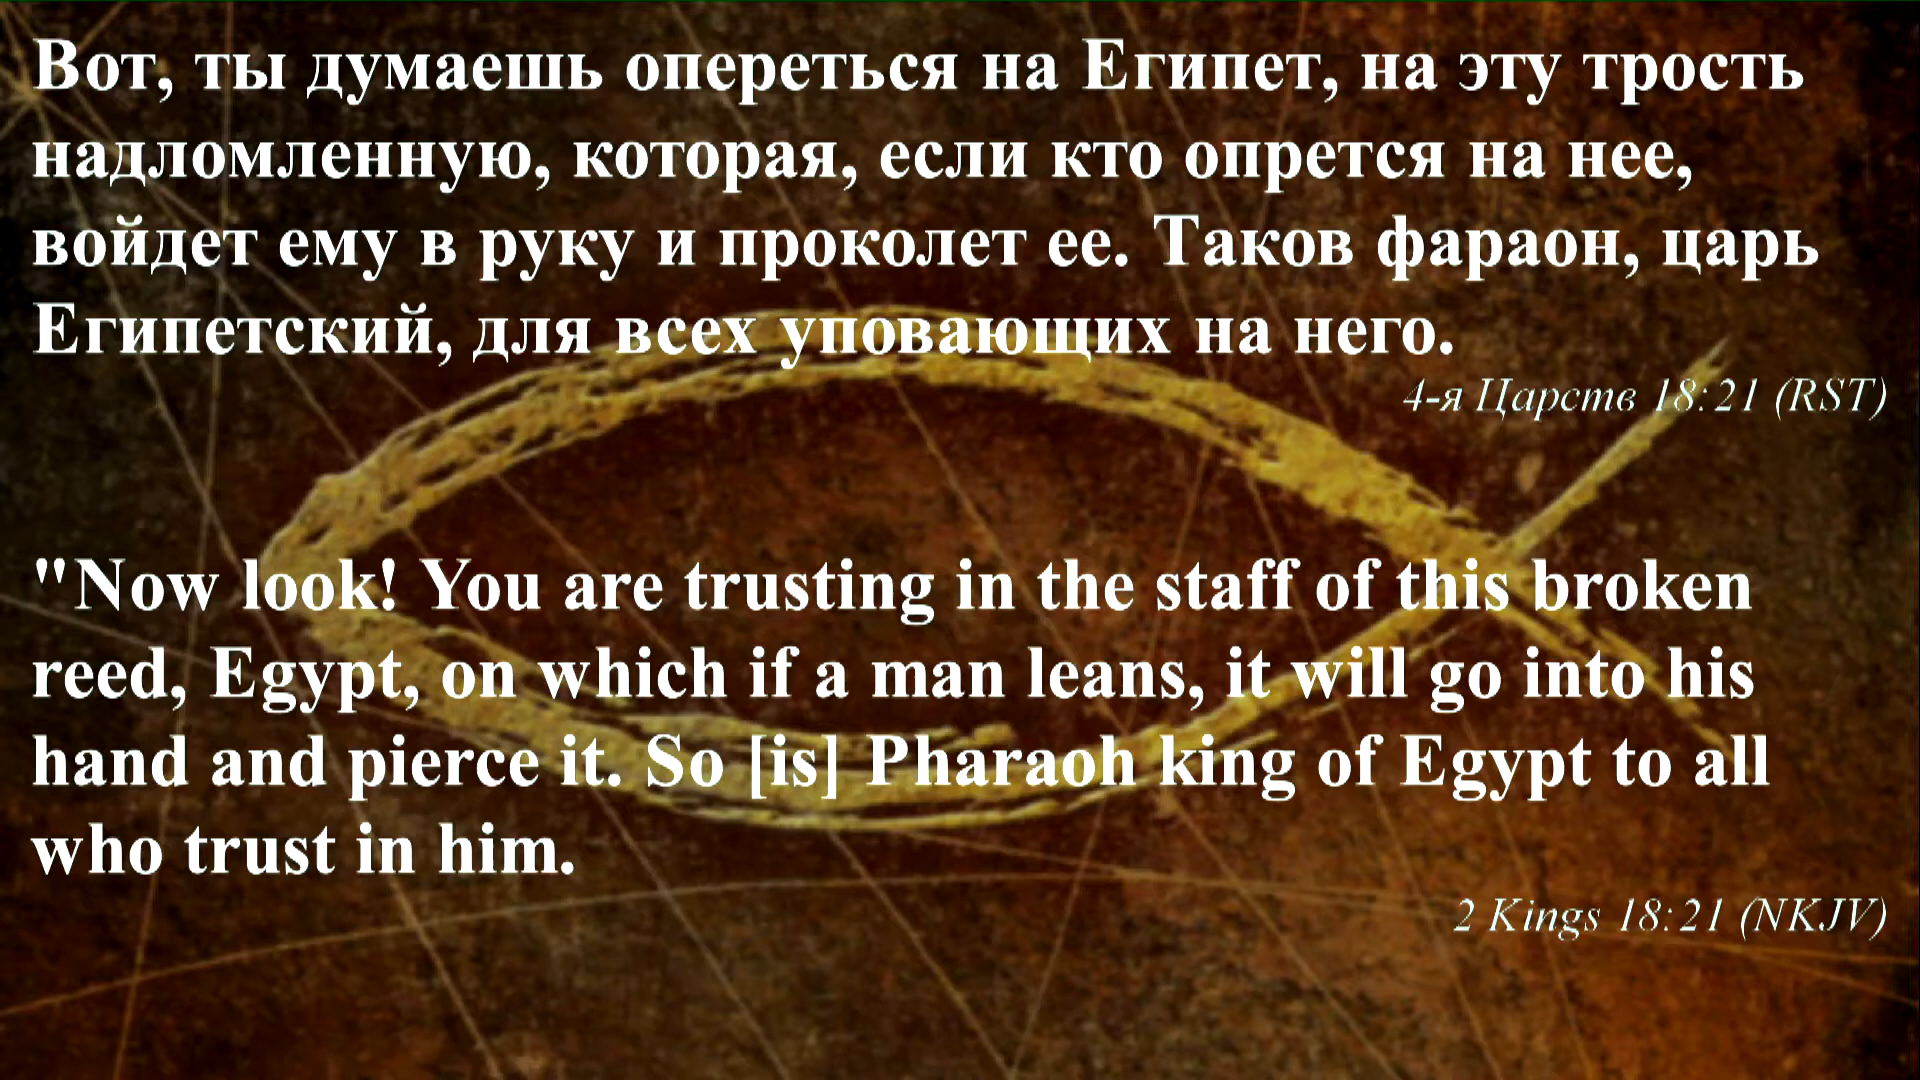 Вот, ты думаешь опереться на Египет, на эту трость
надломленную, которая, если кто опрется на нее,
войдет ему в руку и проколет ее. Таков фараон, царь
Египетский, для всех уповающих на него.
4-я Царств 18:21 (RST)
"Now look! You are trusting in the staff of this broken
reed, Egypt, on which if a man leans, it will go into his
hand and pierce it. So [is] Pharaoh king of Egypt to all
who trust in him.
2 Kings 18:21 (NKJV)